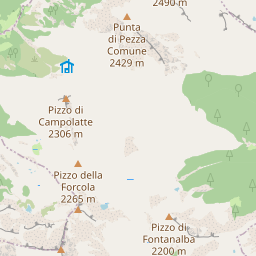 2490 m
Punta
di Pezza
Comune
2429 m
Pizzo di
Campolatte
2306 m
Pizzo della
Forcola
2265 m
Pizzo di
Fontanalba
2200 m